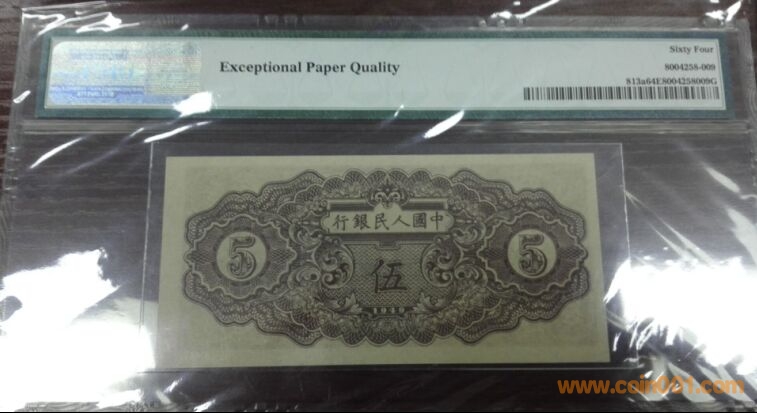 Exceptional Paper Quality
Sixty Four
8004258-009
813a64E8004258009G
行銀民人國中
5
伍
5
1949
www.coin001.com